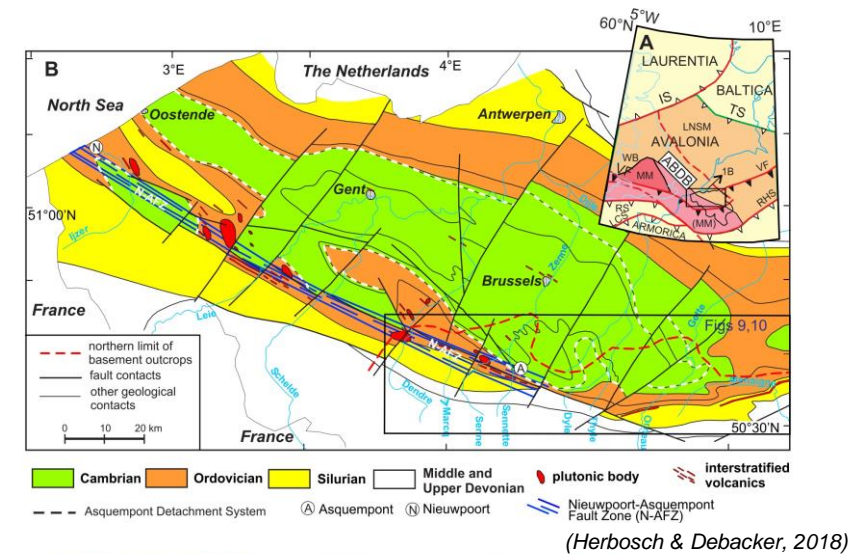 60°N
5°W
10°E
A
LAURENTIA
BALTICA
IS
TS
LNSM
AVALONIA
WB
VF
MM
ABDB
1B
VF
RS
CS
(MM)
RHS
ARMORICA
B
3°E
4°E
The Netherlands
North Sea
Oostende
Antwerpen
N
N-AFZ
Gent
51°00'N
Ijzer
Brussels
Zenne
Gette
France
Leie
Figs 9,10
N-AFZ
A
Schelde
Dendre
Marcq
Senne
Sennette
Dyle
Thyle
Orneau
50°30'N
France
northern limit of
basement outcrops
fault contacts
other geological
contacts
0 10 20 km
Cambrian
Ordovician
Silurian
Middle and
Upper Devonian
plutonic body
interstratified
volcanics
Asquempont Detachment System
A Asquempont
N Nieuwpoort
Nieuwpoort-Asquempont
Fault Zone (N-AFZ)
(Herbosch & Debacker, 2018)